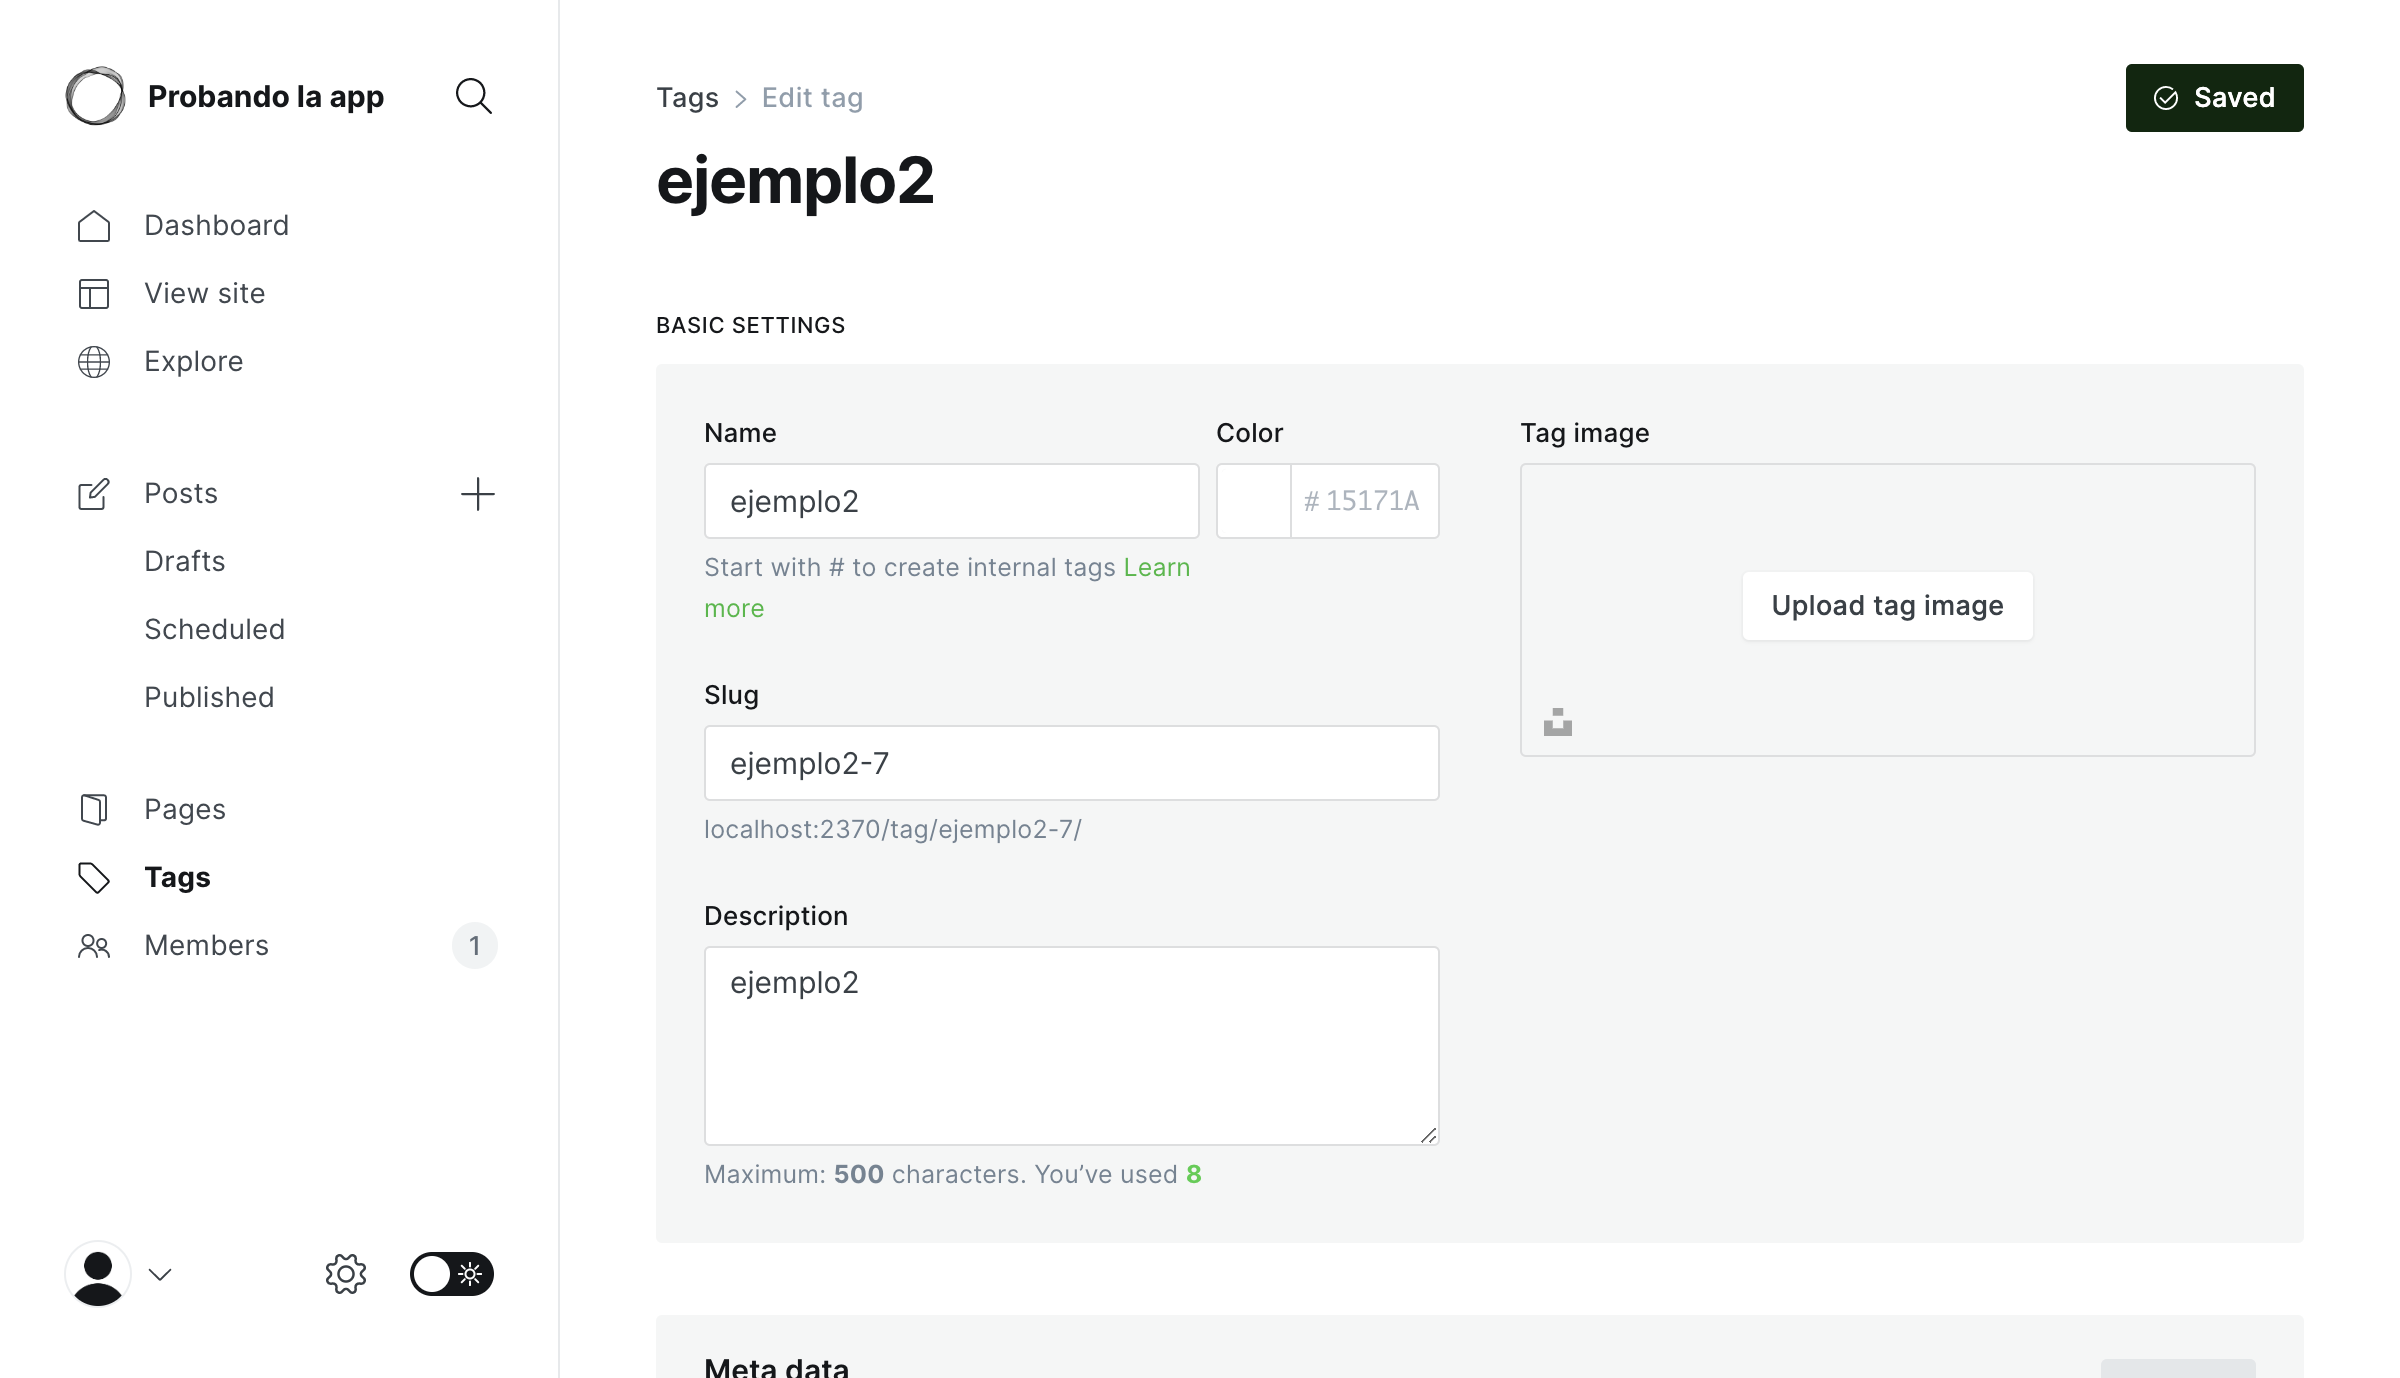 Probando la app
Dashboard
View site
Explore
Posts
Drafts
Scheduled
Published
Pages
Tags
Members
1
Tags > Edit tag
Saved
ejemplo2
BASIC SETTINGS
Name
ejemplo2
Start with # to create internal tags Learn
more
Color
# 15171A
Slug
ejemplo2-7
localhost:2370/tag/ejemplo2-7/
Description
ejemplo2
Maximum: 500 characters. You’ve used 8
Tag image
Upload tag image
Meta data